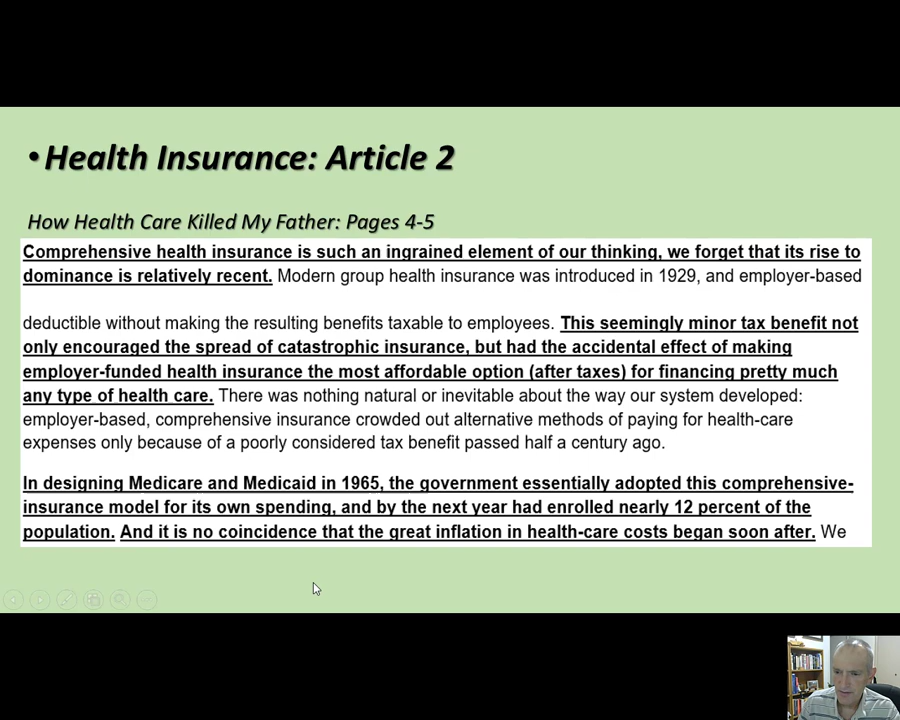 •Health Insurance: Article 2
How Health Care Killed My Father: Pages 4-5
Comprehensive health insurance is such an ingrained element of our thinking, we forget that its rise to
dominance is relatively recent. Modern group health insurance was introduced in 1929, and employer-based
deductible without making the resulting benefits taxable to employees. This seemingly minor tax benefit not
only encouraged the spread of catastrophic insurance, but had the accidental effect of making
employer-funded health insurance the most affordable option (after taxes) for financing pretty much
any type of health care. There was nothing natural or inevitable about the way our system developed:
employer-based, comprehensive insurance crowded out alternative methods of paying for health-care
expenses only because of a poorly considered tax benefit passed half a century ago.
In designing Medicare and Medicaid in 1965, the government essentially adopted this comprehensive-
insurance model for its own spending, and by the next year had enrolled nearly 12 percent of the
population. And it is no coincidence that the great inflation in health-care costs began soon after. We